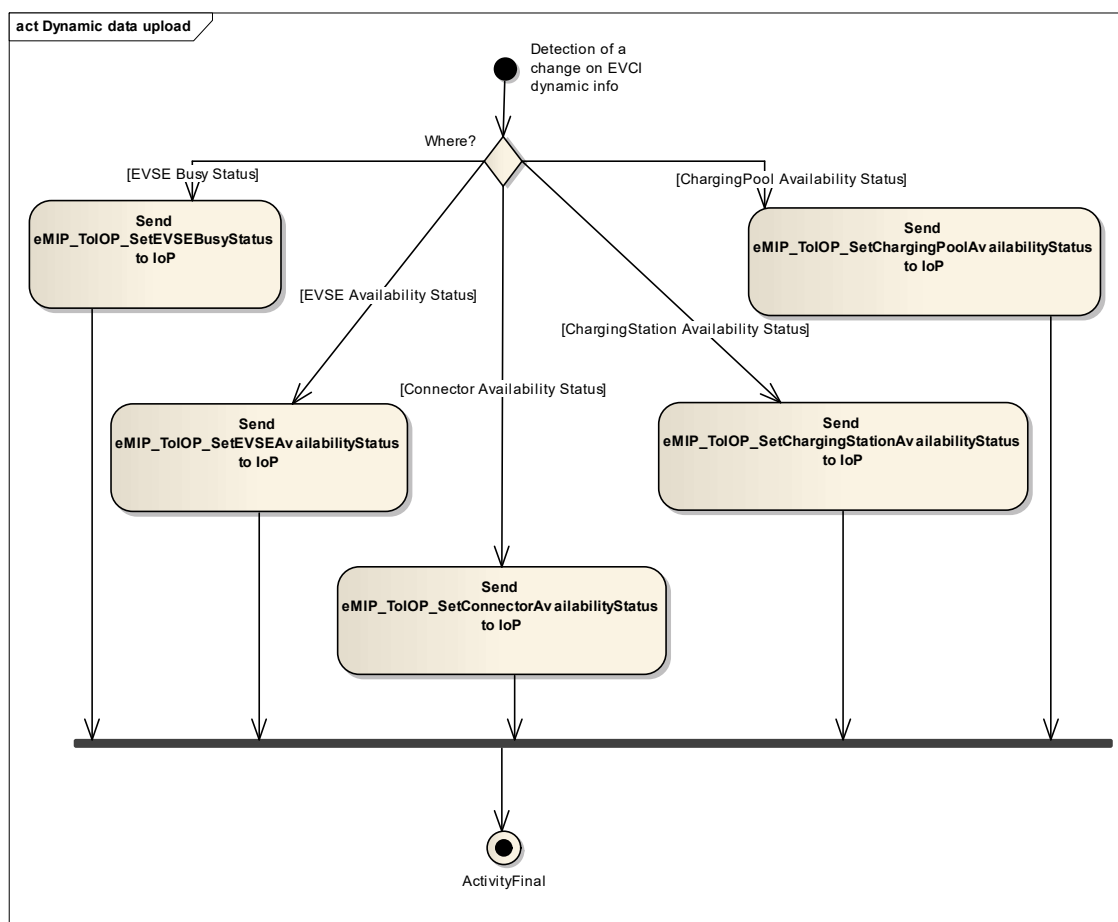 act Dynamic data upload
Detection of a
change on EVCI
dynamic info
Where?
[EVSE Busy Status]
[ChargingPool Availability Status]
Send
eMIP_ToIOP_SetEVSEBusyStatus
to IoP
Send
eMIP_ToIOP_SetChargingPoolAvailabilityStatus
to IoP
[EVSE Availability Status]
[ChargingStation Availability Status]
[Connector Availability Status]
Send
eMIP_ToIOP_SetEVSEAvailabilityStatus
to IoP
Send
eMIP_ToIOP_SetChargingStationAvailabilityStatus
to IoP
Send
eMIP_ToIOP_SetConnectorAvailabilityStatus
to IoP
ActivityFinal